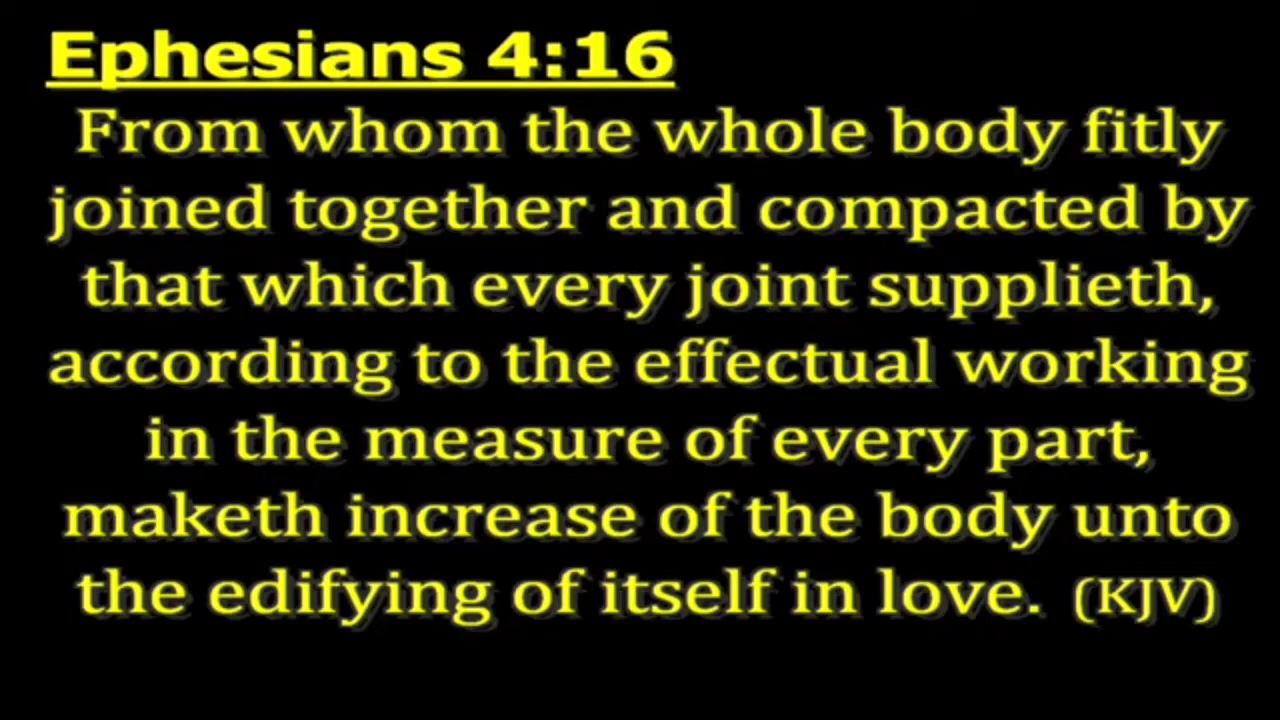 Ephesians 4:16
From whom the whole body fitly
joined together and compacted by
that which every joint supplieth,
according to the effectual working
in the measure of every part,
maketh increase of the body unto
the edifying of itself in love. (KJV)